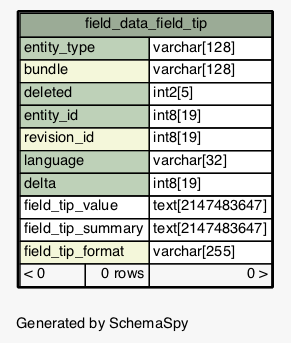 field_data_field_tip
entity_type varchar[128]
bundle varchar[128]
deleted int2[5]
entity_id int8[19]
revision_id int8[19]
language varchar[32]
delta int8[19]
field_tip_value text[2147483647]
field_tip_summary text[2147483647]
field_tip_format varchar[255]
< 0 0 rows 0 >
Generated by SchemaSpy